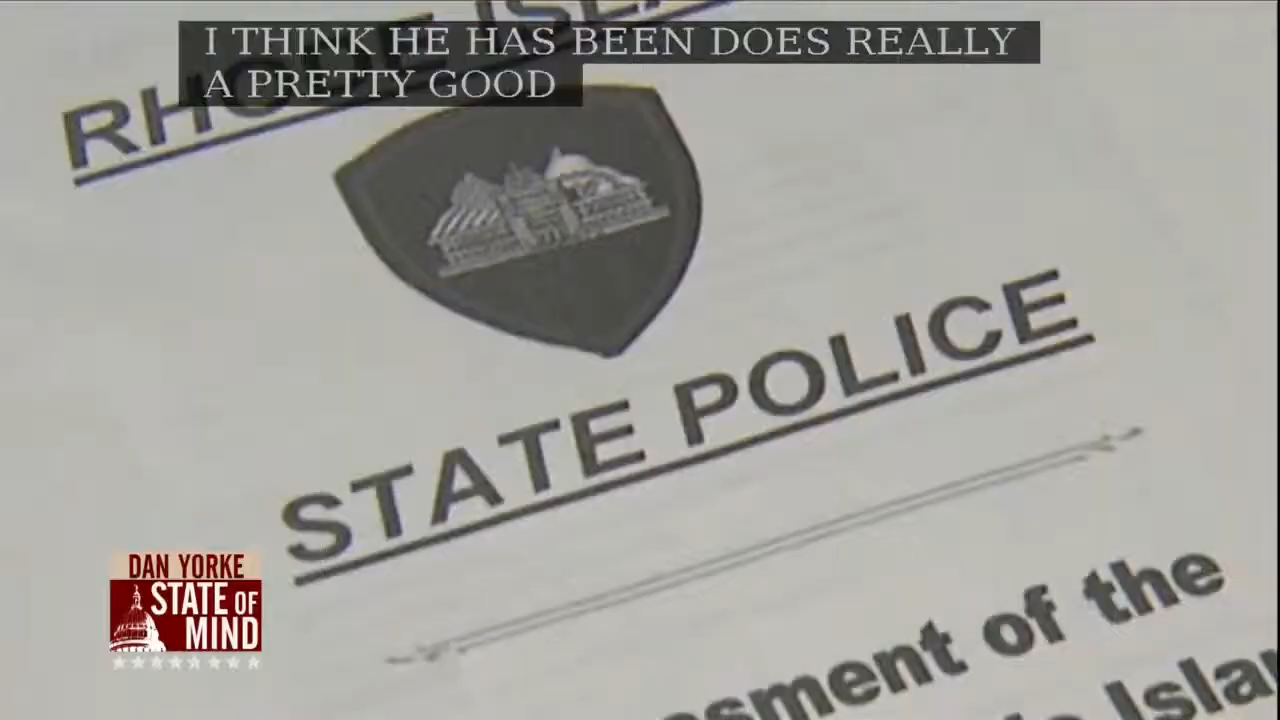 I THINK HE HAS BEEN DOES REALLY
A PRETTY GOOD
STATE POLICE
of the
DAN YORKE
STATE OF
MIND